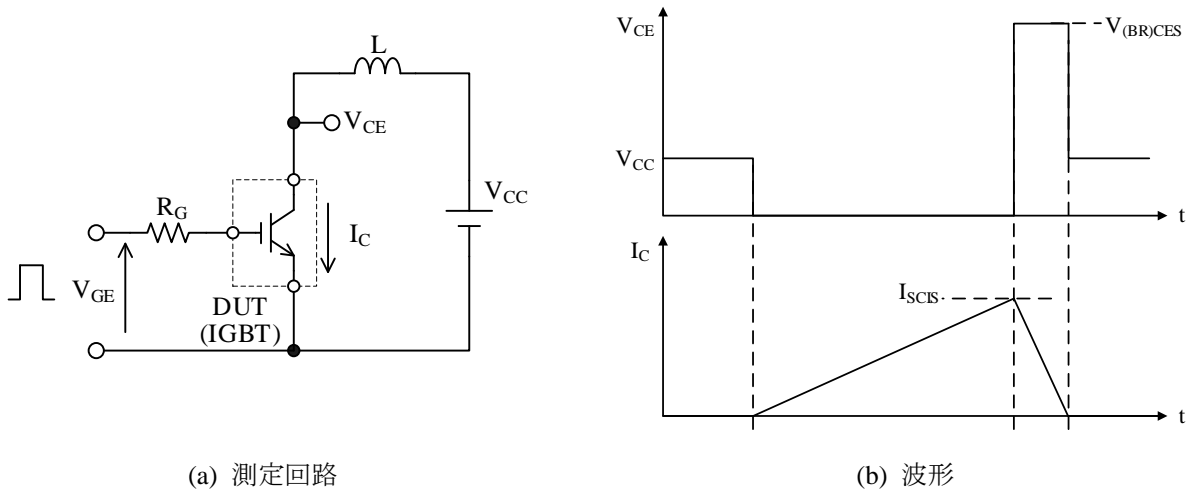 L
V_CE
V_CC
R_G
I_C
V_GE
DUT
(IGBT)
(a) 測定回路
V_CE
V_(BR)CES
V_CC
t
I_C
I_SCIS
t
(b) 波形